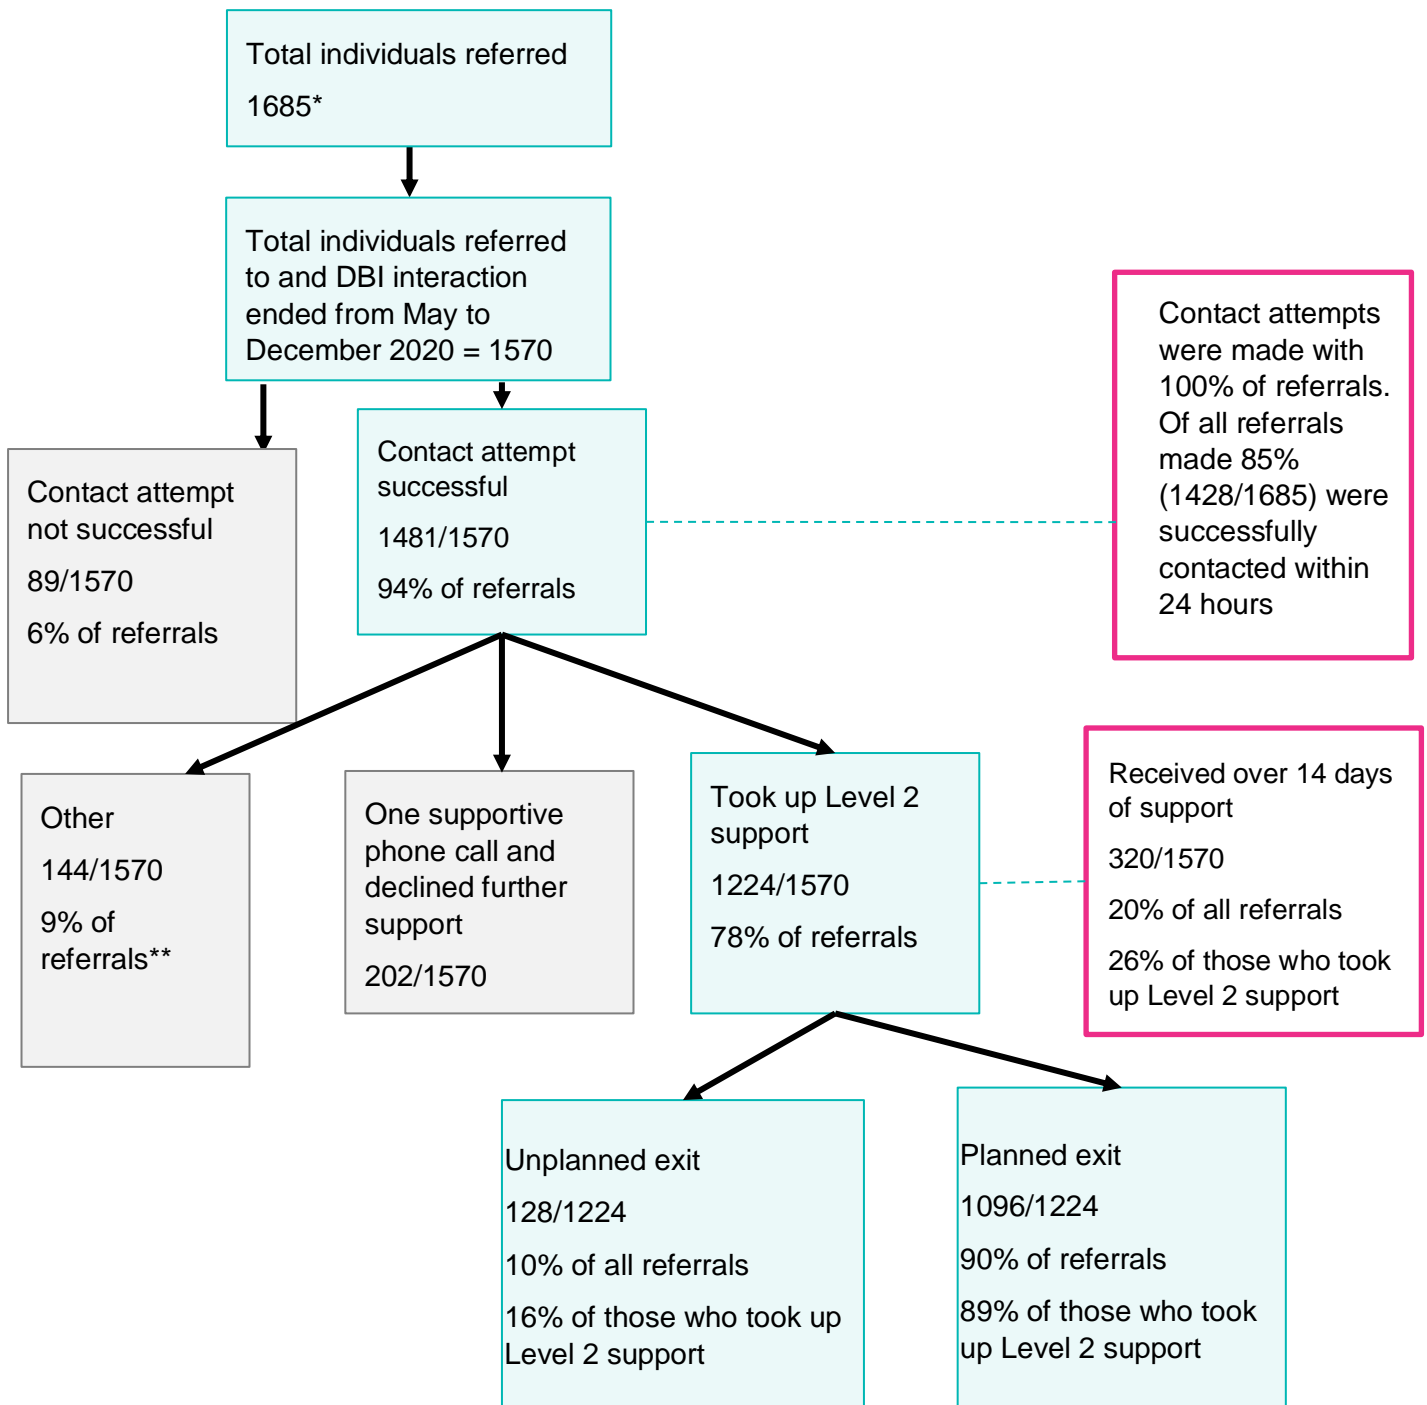 Total individuals referred
1685*
Total individuals referred
to and DBI interaction
ended from May to
December 2020 = 1570
Contact attempts
were made with
100% of referrals.
Of all referrals
made 85%
(1428/1685) were
successfully
contacted within
24 hours
Contact attempt
not successful
89/1570
6% of referrals
Contact attempt
successful
1481/1570
94% of referrals
Other
144/1570
9% of
referrals**
One supportive
phone call and
declined further
support
202/1570
Took up Level 2
support
1224/1570
78% of referrals
Received over 14 days
of support
320/1570
20% of all referrals
26% of those who took
up Level 2 support
Unplanned exit
128/1224
10% of all referrals
16% of those who took up
Level 2 support
Planned exit
1096/1224
90% of referrals
89% of those who took
up Level 2 support